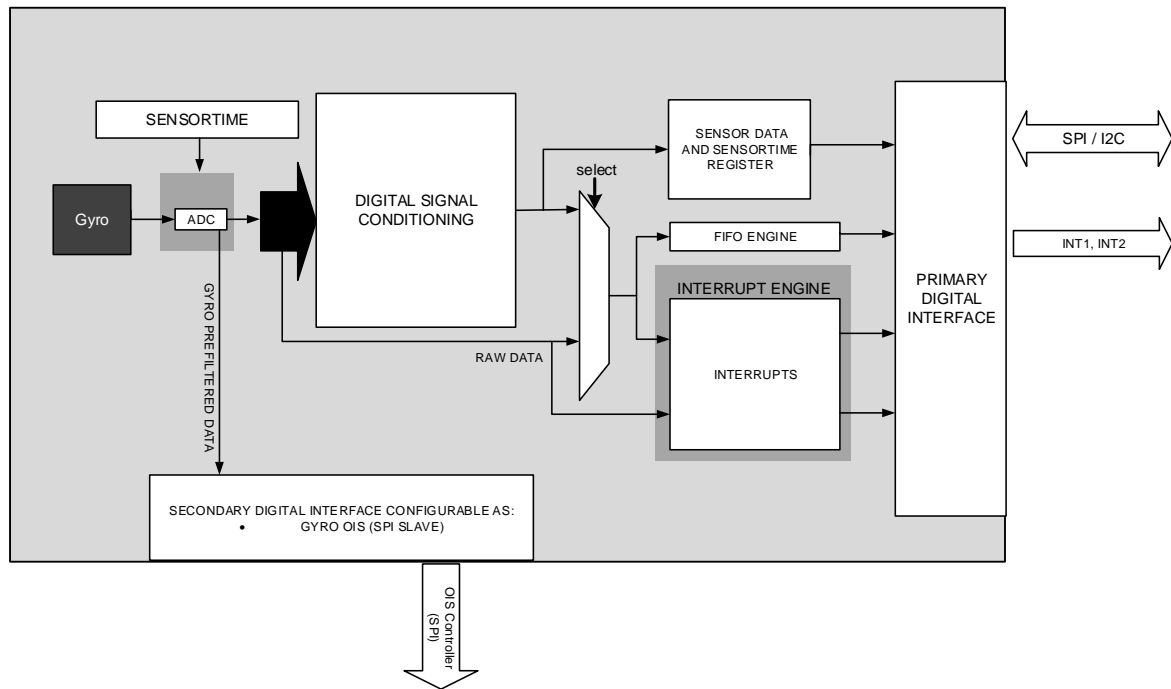 SENSORTIME
Gyro
ADC
DIGITAL SIGNAL
CONDITIONING
select
SENSOR DATA
AND SENSORTIME
REGISTER
FIFO ENGINE
INTERRUPT ENGINE
INTERRUPTS
RAW DATA
GYRO PREFILTERED DATA
PRIMARY
DIGITAL
INTERFACE
SPI / I2C
INT1, INT2
SECONDARY DIGITAL INTERFACE CONFIGURABLE AS:
• GYRO OIS (SPI SLAVE)
OIS Controller
(SPI)